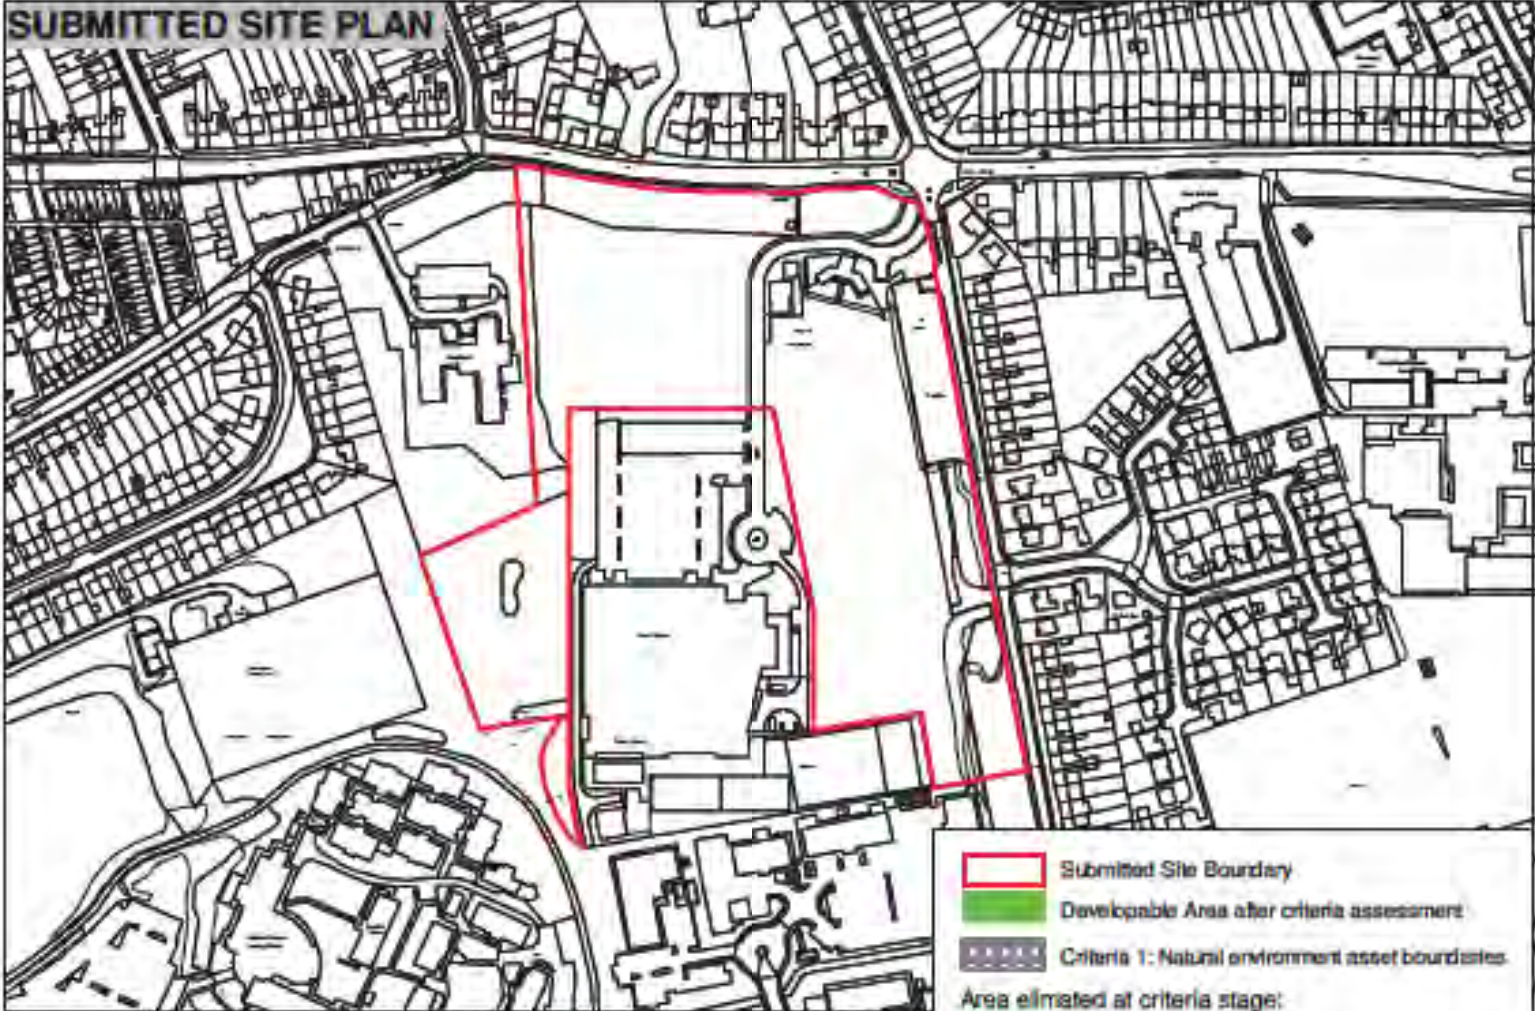 SUBMITTED SITE PLAN
Submitted Site Boundary
Developable Area after criteria assessment
Criteria 1: Natural environment asset boundaries
Area elimated at criteria stage: